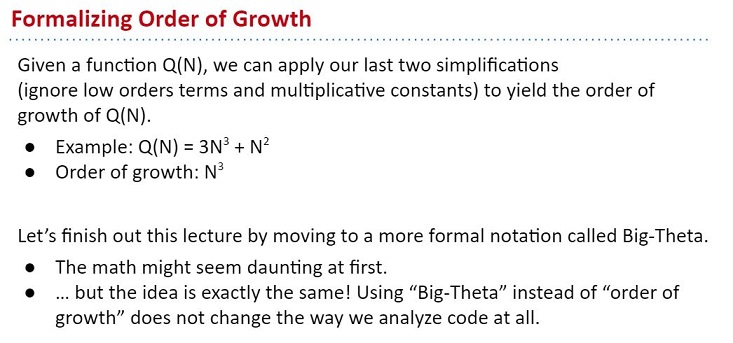 Formalizing Order of Growth
Given a function Q(N), we can apply our last two simplifications
(ignore low orders terms and multiplicative constants) to yield the order of
growth of Q(N).
● Example: Q(N) = 3N³ + N²
● Order of growth: N³
Let’s finish out this lecture by moving to a more formal notation called Big-Theta.
● The math might seem daunting at first.
● … but the idea is exactly the same! Using “Big-Theta” instead of “order of
growth” does not change the way we analyze code at all.